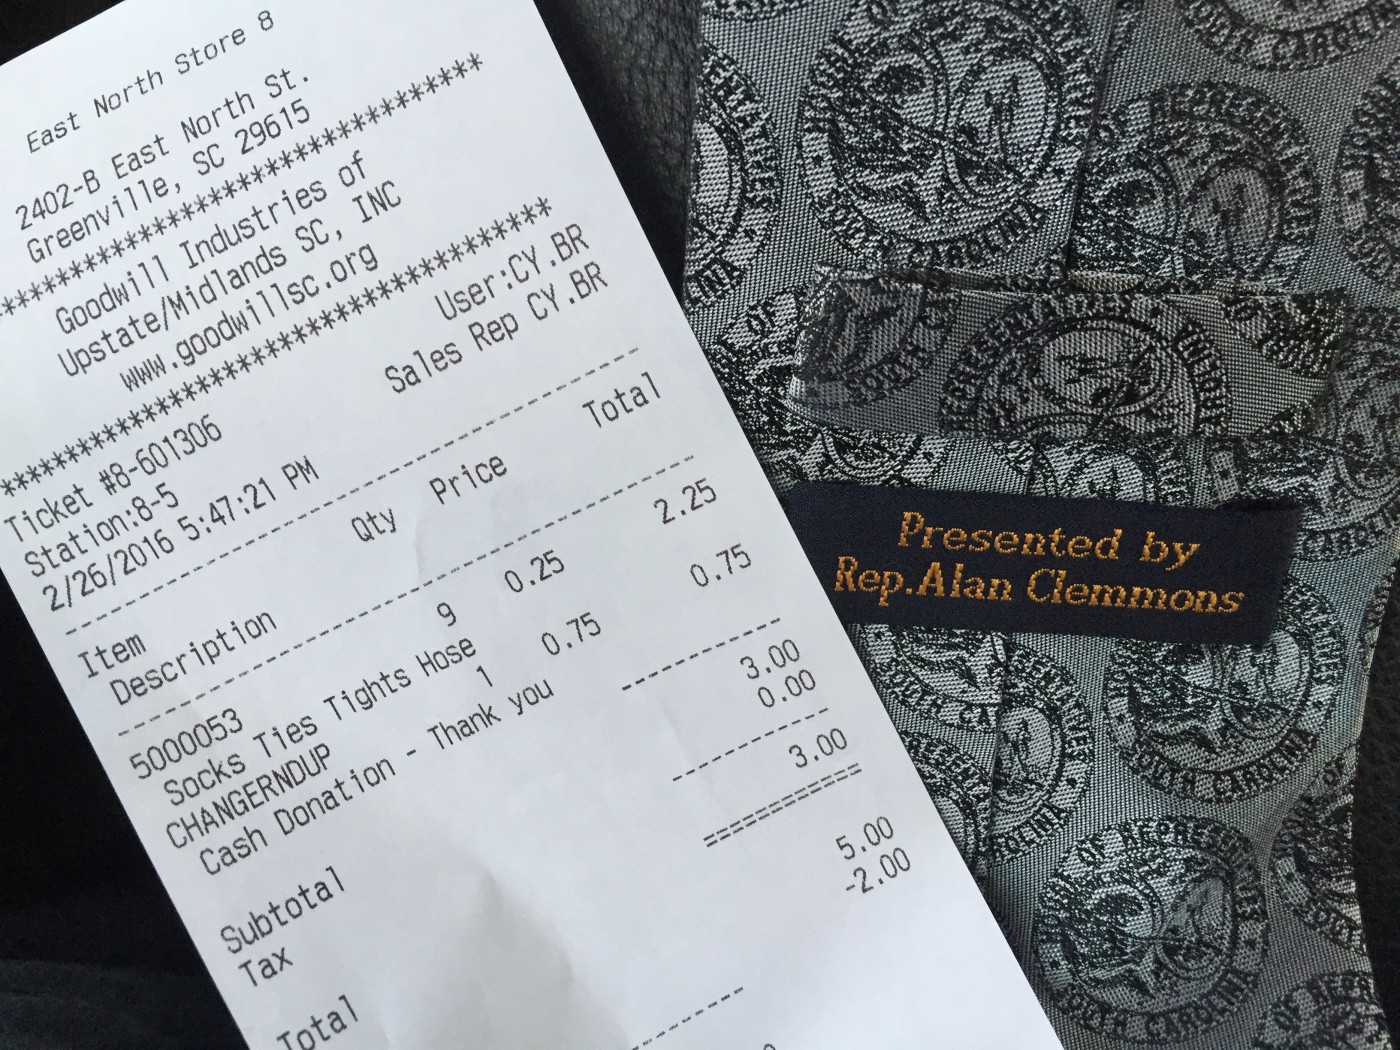 East North Store 8
2402-B East North St.
Greenville, SC 29615
***********************************
Goodwill Industries of
Upstate/Midlands SC, INC
www.goodwillsc.org
***********************************
User:CY.BR
Sales Rep CY.BR
Ticket #8-601306
Station:8-5
2/26/2016 5:47:21 PM
Item Qty Price Total
Description
5000053 9 0.25 2.25
Socks Ties Tights Hose
CHANGERNDUP 1 0.75 0.75
Cash Donation - Thank you
Subtotal 3.00
Tax 0.00
Total 3.00
5.00
-2.00
Presented by
Rep.Alan Clemmons
HOUSE OF REPRESENTATIVES
SOUTH CAROLINA